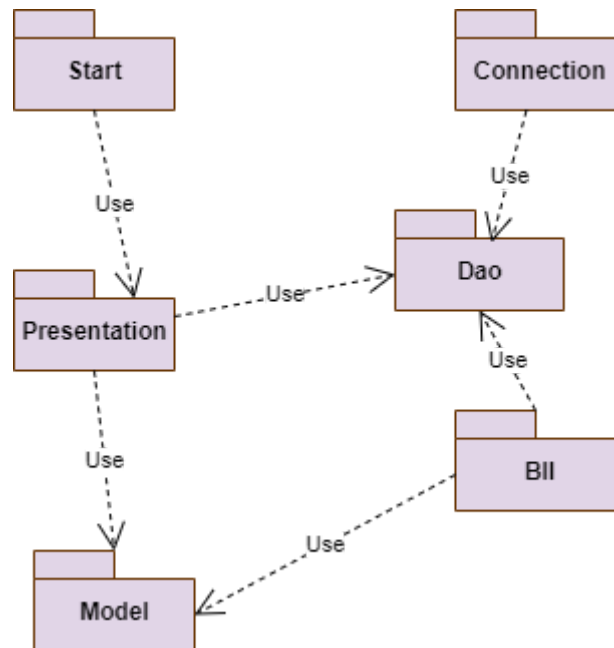 Start
Connection
Use
Use
Dao
Use
Presentation
Use
Use
Bll
Use
Model